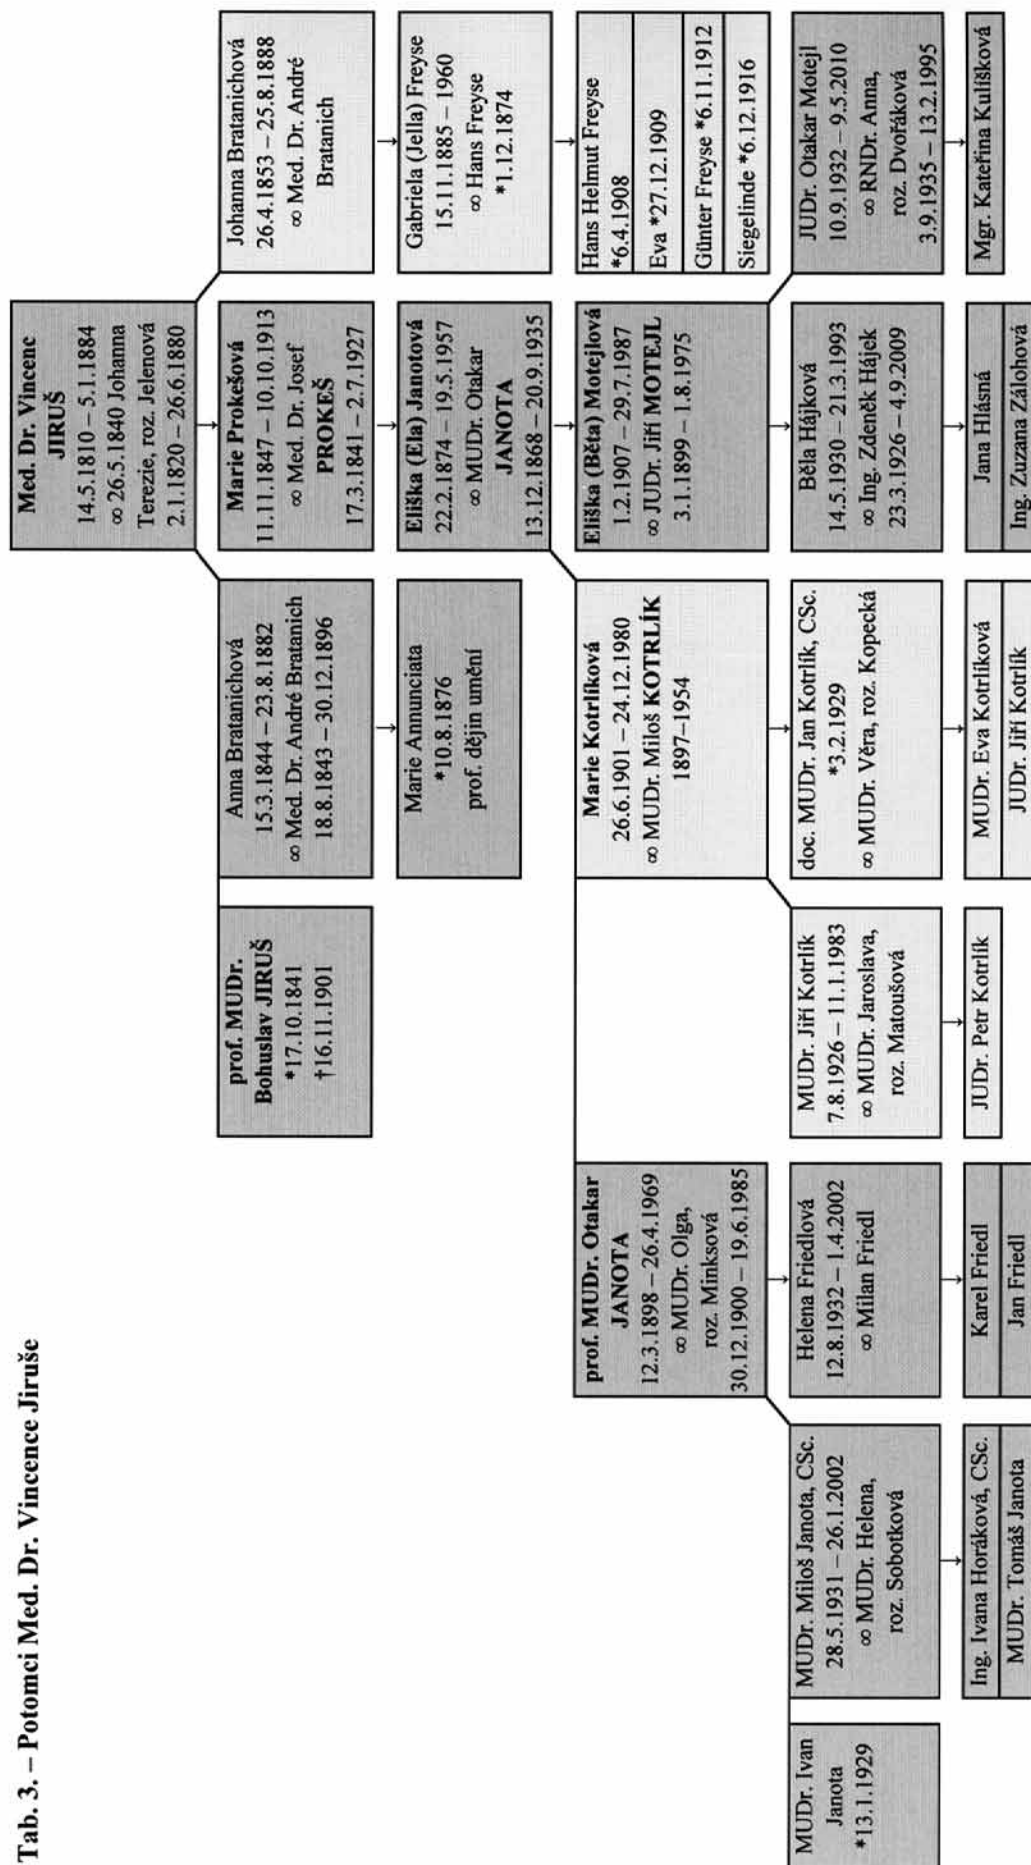 Tab. 3. – Potomci Med. Dr. Vincence Jiruše
Med. Dr. Vincenc
JIRUŠ
14.5.1810 – 5.1.1884
∞ 26.5.1840 Johanna
Terezie, roz. Jelenová
2.1.1820 – 26.6.1880
prof. MUDr.
Bohuslav JIRUŠ
*17.10.1841
†16.11.1901
Anna Bratanichová
15.3.1844 – 23.8.1882
∞ Med. Dr. André Bratanich
18.8.1843 – 30.12.1896
Marie Prokešová
11.11.1847 – 10.10.1913
∞ Med. Dr. Josef
PROKEŠ
17.3.1841 – 2.7.1927
Johanna Bratanichová
26.4.1853 – 25.8.1888
∞ Med. Dr. André
Bratanich
Marie Annunciata
*10.8.1876
prof. dějin umění
Eliška (Ela) Janotová
22.2.1874 – 19.5.1957
∞ MUDr. Otakar
JANOTA
13.12.1868 – 20.9.1935
Gabriela (Jella) Freyse
15.11.1885 – 1960
∞ Hans Freyse
*1.12.1874
prof. MUDr. Otakar
JANOTA
12.3.1898 – 26.4.1969
∞ MUDr. Olga,
roz. Minksová
30.12.1900 – 19.6.1985
Marie Kotrlíková
26.6.1901 – 24.12.1980
∞ MUDr. Miloš KOTRLÍK
1897–1954
Eliška (Běta) Motejlová
1.2.1907 – 29.7.1987
∞ JUDr. Jiří MOTEJL
3.1.1899 – 1.8.1975
Hans Helmut Freyse
*6.4.1908
Eva *27.12.1909
Günter Freyse *6.11.1912
Siegelinde *6.12.1916
MUDr. Ivan
Janota
*13.1.1929
MUDr. Miloš Janota, CSc.
28.5.1931 – 26.1.2002
∞ MUDr. Helena,
roz. Sobotková
Helena Friedlová
12.8.1932 – 1.4.2002
∞ Milan Friedl
MUDr. Jiří Kotrlík
7.8.1926 – 11.1.1983
∞ MUDr. Jaroslava,
roz. Matoušová
doc. MUDr. Jan Kotrlík, CSc.
*3.2.1929
∞ MUDr. Věra, roz. Kopecká
Běla Hájková
14.5.1930 – 21.3.1993
∞ Ing. Zdeněk Hájek
23.3.1926 – 4.9.2009
JUDr. Otakar Motejl
10.9.1932 – 9.5.2010
∞ RNDr. Anna,
roz. Dvořáková
3.9.1935 – 13.2.1995
Ing. Ivana Horáková, CSc.
MUDr. Tomáš Janota
Karel Friedl
Jan Friedl
JUDr. Petr Kotrlík
MUDr. Eva Kotrlíková
JUDr. Jiří Kotrlík
Jana Hlásná
Ing. Zuzana Zálohová
Mgr. Kateřina Kulíšková